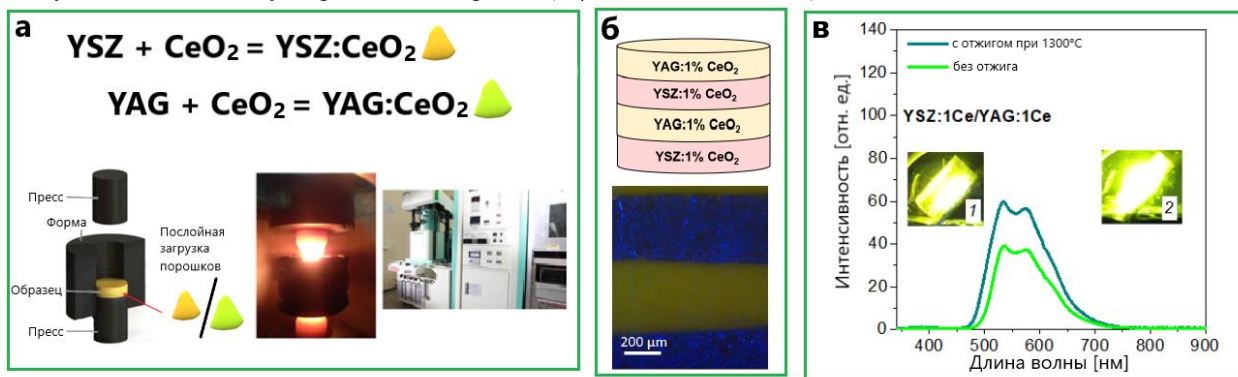 а
YSZ + CeO₂ = YSZ:CeO₂
YAG + CeO₂ = YAG:CeO₂
Пресс
Форма
Образец
Пресс
Послойная
загрузка
порошков
б
YAG:1% CeO₂
YSZ:1% CeO₂
YAG:1% CeO₂
YSZ:1% CeO₂
200 μm
в
Интенсивность [отн. ед.]
140
120
100
80
60
40
20
0
с отжигом при 1300°C
без отжига
YSZ:1Ce/YAG:1Ce
1
2
400 500 600 700 800 900
Длина волны [нм]